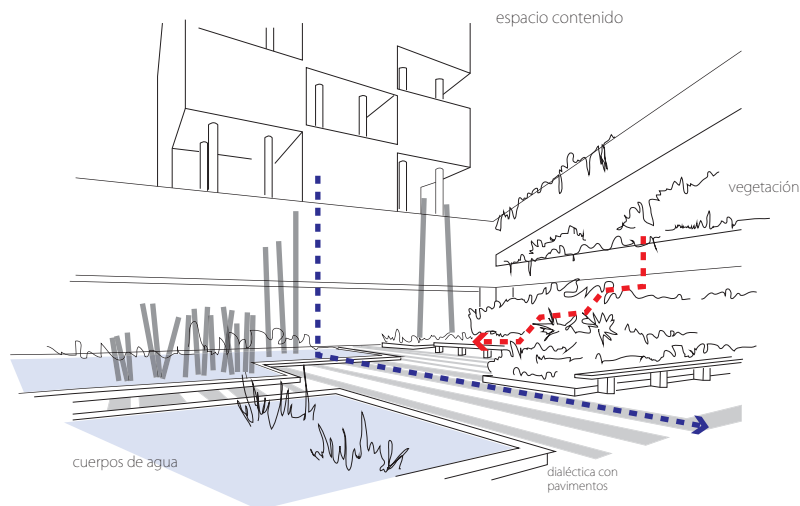 espacio contenido
vegetación
cuerpos de agua
dialéctica con
pavimentos